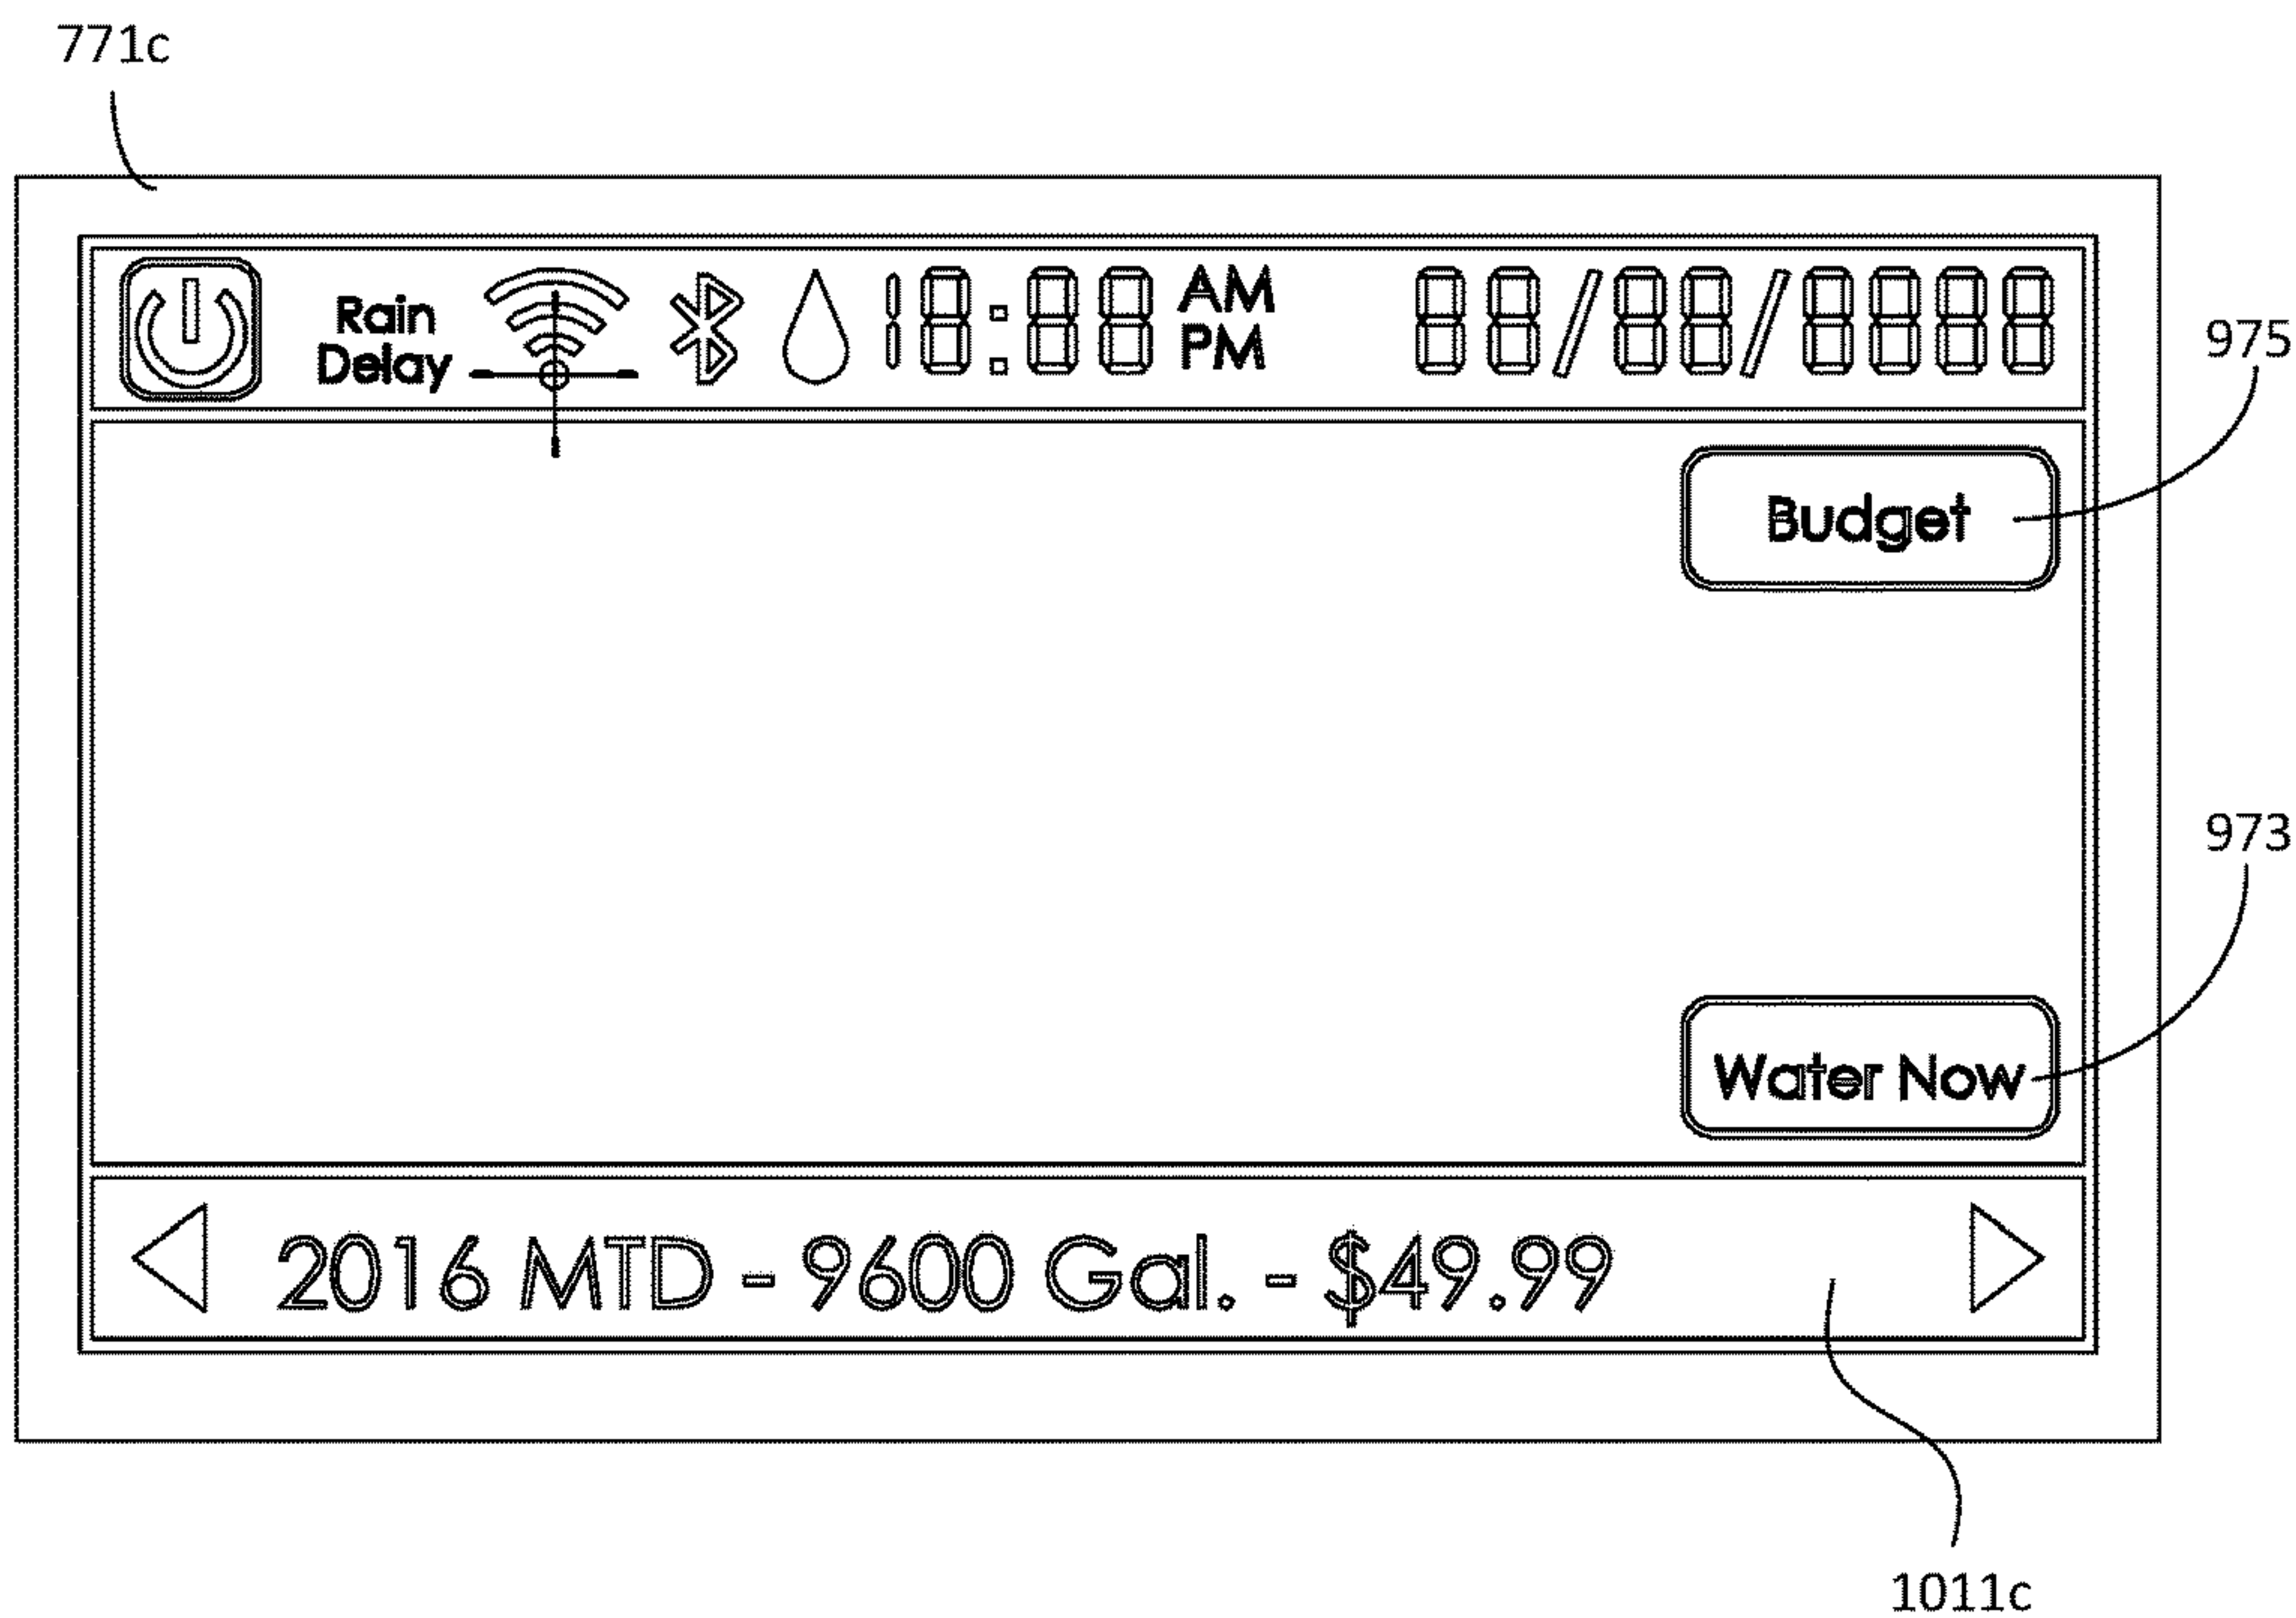 771c
Rain
Delay
18:88 AM
PM
88/88/8888
975
Budget
973
Water Now
2016 MTD - 9600 Gal. - $49.99
1011c